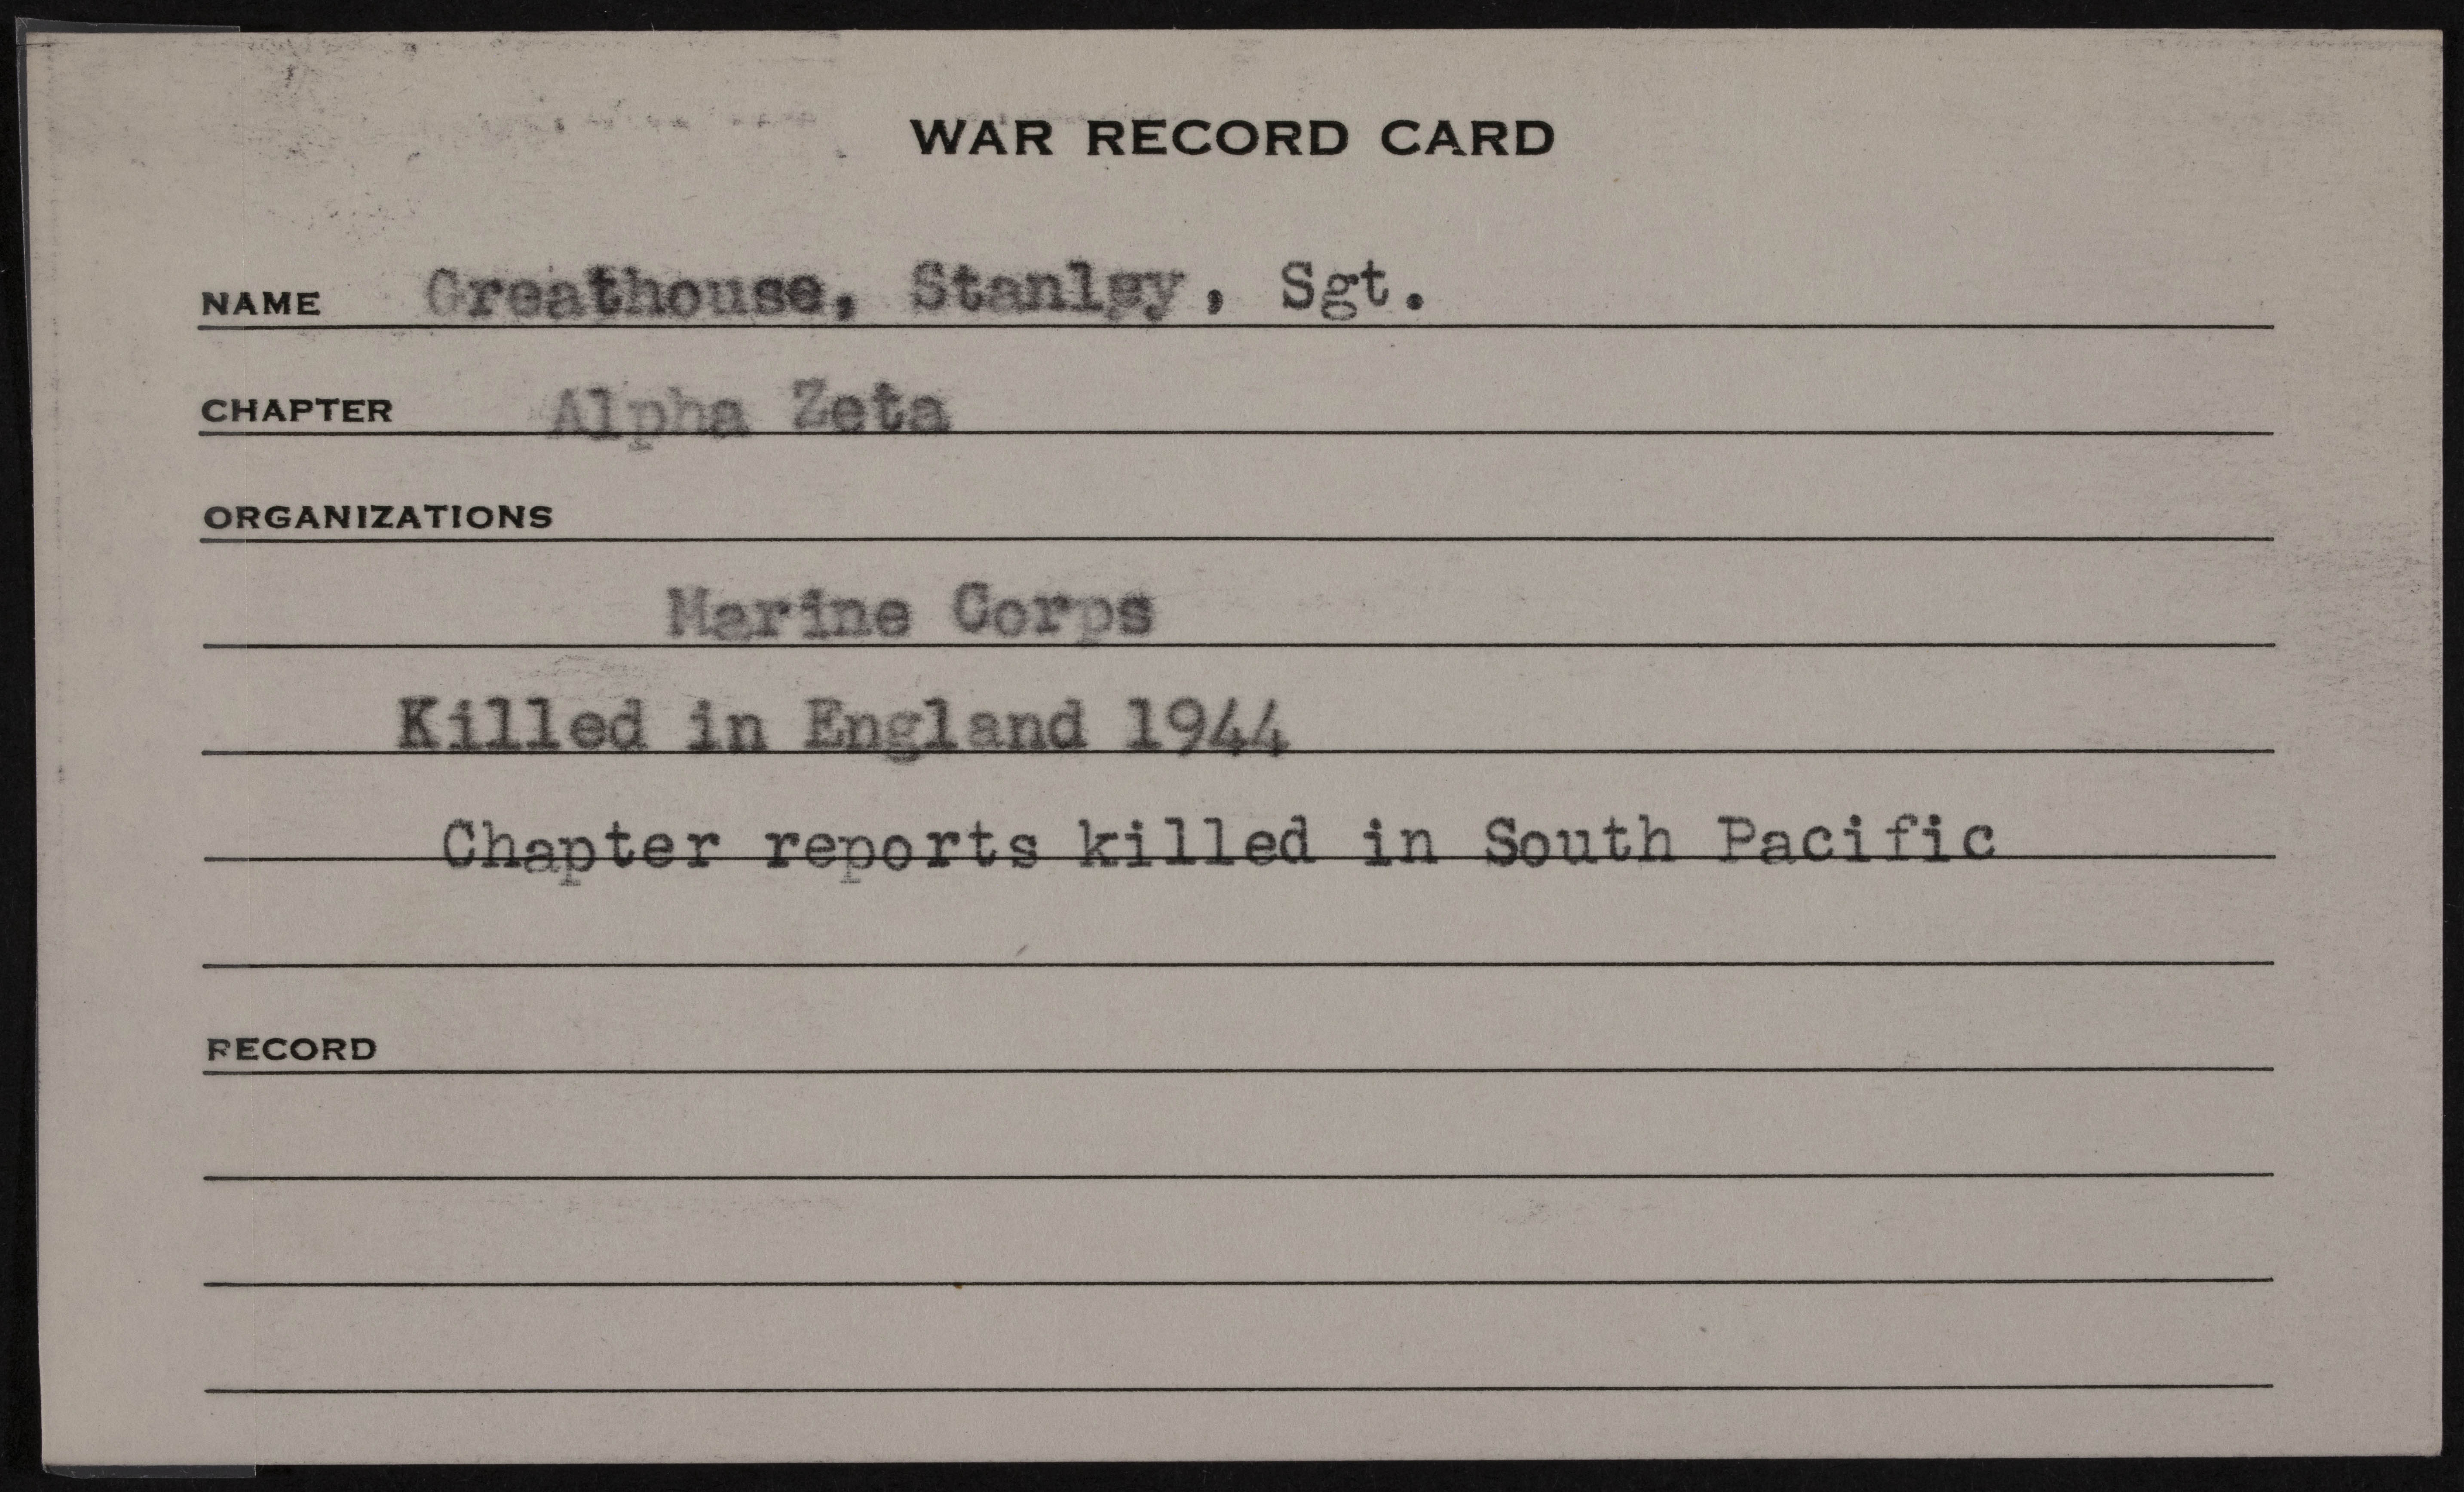 WAR RECORD CARD
NAME Greathouse, Stanley, Sgt.
CHAPTER Alpha Zeta
ORGANIZATIONS
Marine Corps
Killed in England 1944
Chapter reports killed in South Pacific
RECORD